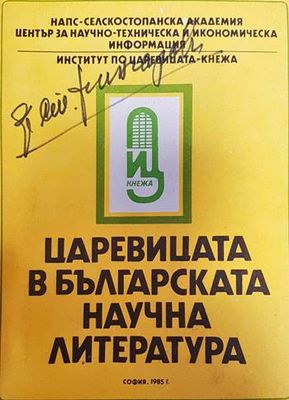 НАПС-СЕЛСКОСТОПАНСКА АКАДЕМИЯ
ЦЕНТЪР ЗА НАУЧНО-ТЕХНИЧЕСКА И ИКОНОМИЧЕСКА
ИНФОРМАЦИЯ
ИНСТИТУТ ПО ЦАРЕВИЦАТА-КНЕЖА
ИЦ
КНЕЖА
ЦАРЕВИЦАТА
В БЪЛГАРСКАТА
НАУЧНА
ЛИТЕРАТУРА
СОФИЯ, 1985 г.